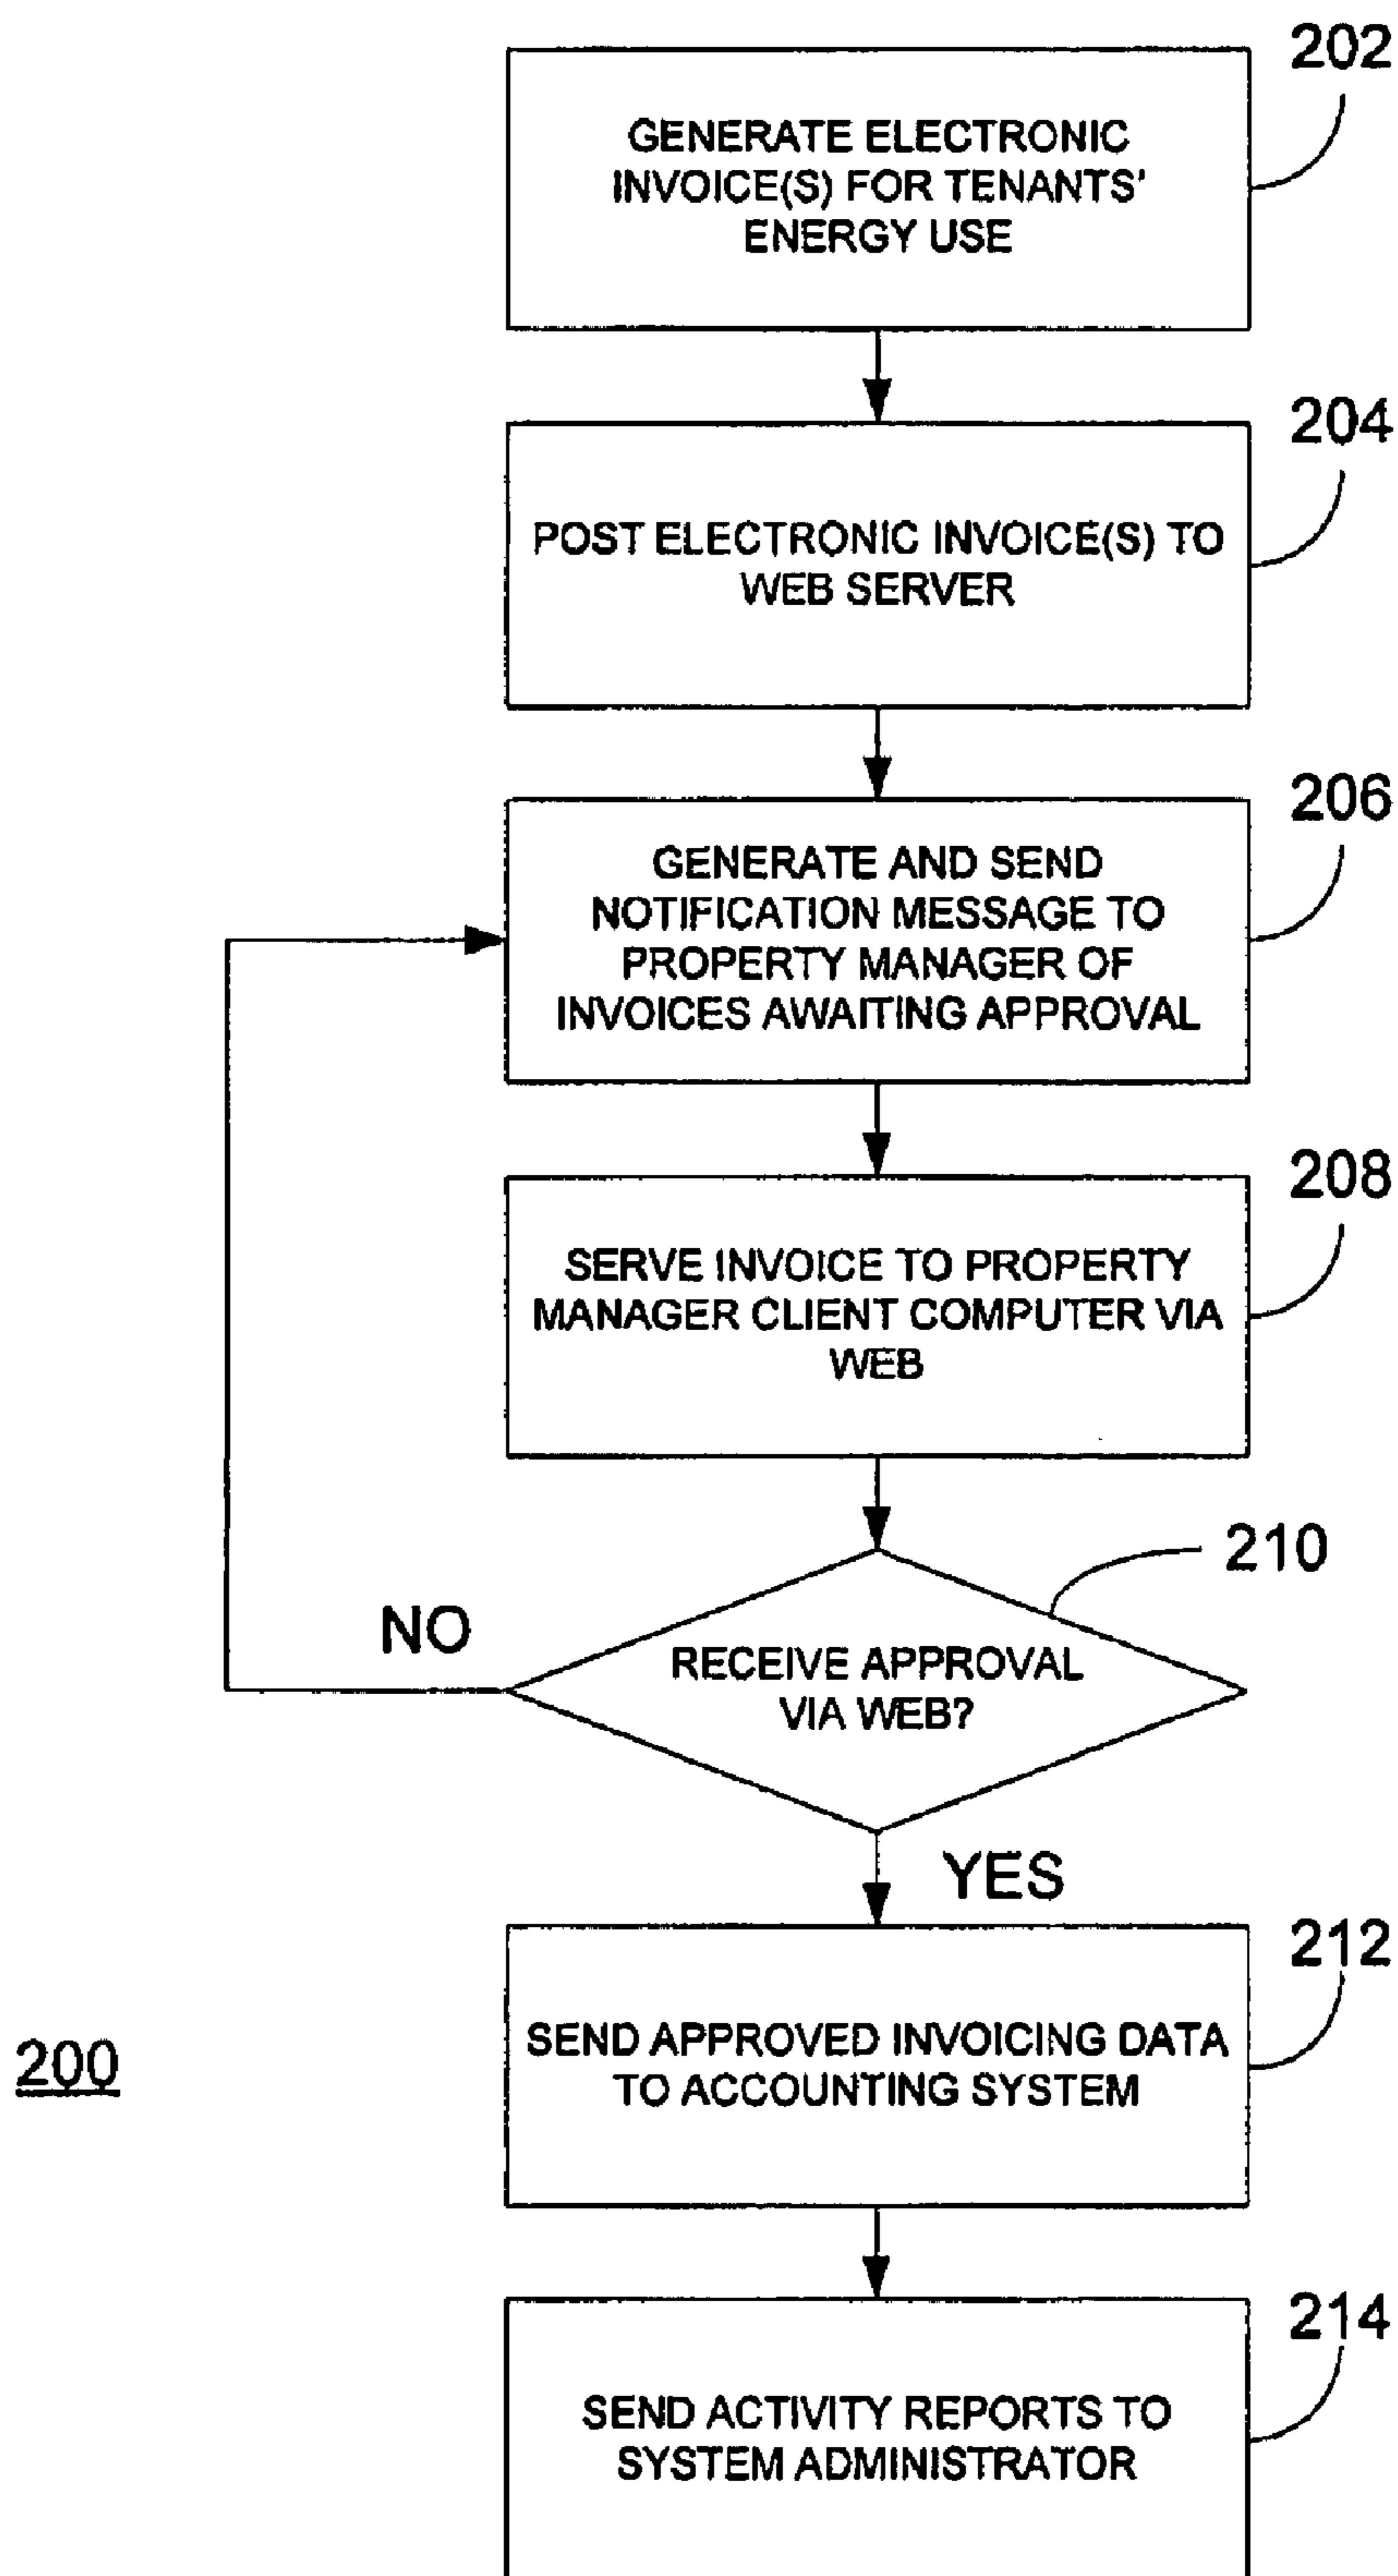 202
GENERATE ELECTRONIC
INVOICE(S) FOR TENANTS'
ENERGY USE
204
POST ELECTRONIC INVOICE(S) TO
WEB SERVER
206
GENERATE AND SEND
NOTIFICATION MESSAGE TO
PROPERTY MANAGER OF
INVOICES AWAITING APPROVAL
208
SERVE INVOICE TO PROPERTY
MANAGER CLIENT COMPUTER VIA
WEB
210
NO
RECEIVE APPROVAL
VIA WEB?
YES
212
SEND APPROVED INVOICING DATA
TO ACCOUNTING SYSTEM
200
214
SEND ACTIVITY REPORTS TO
SYSTEM ADMINISTRATOR